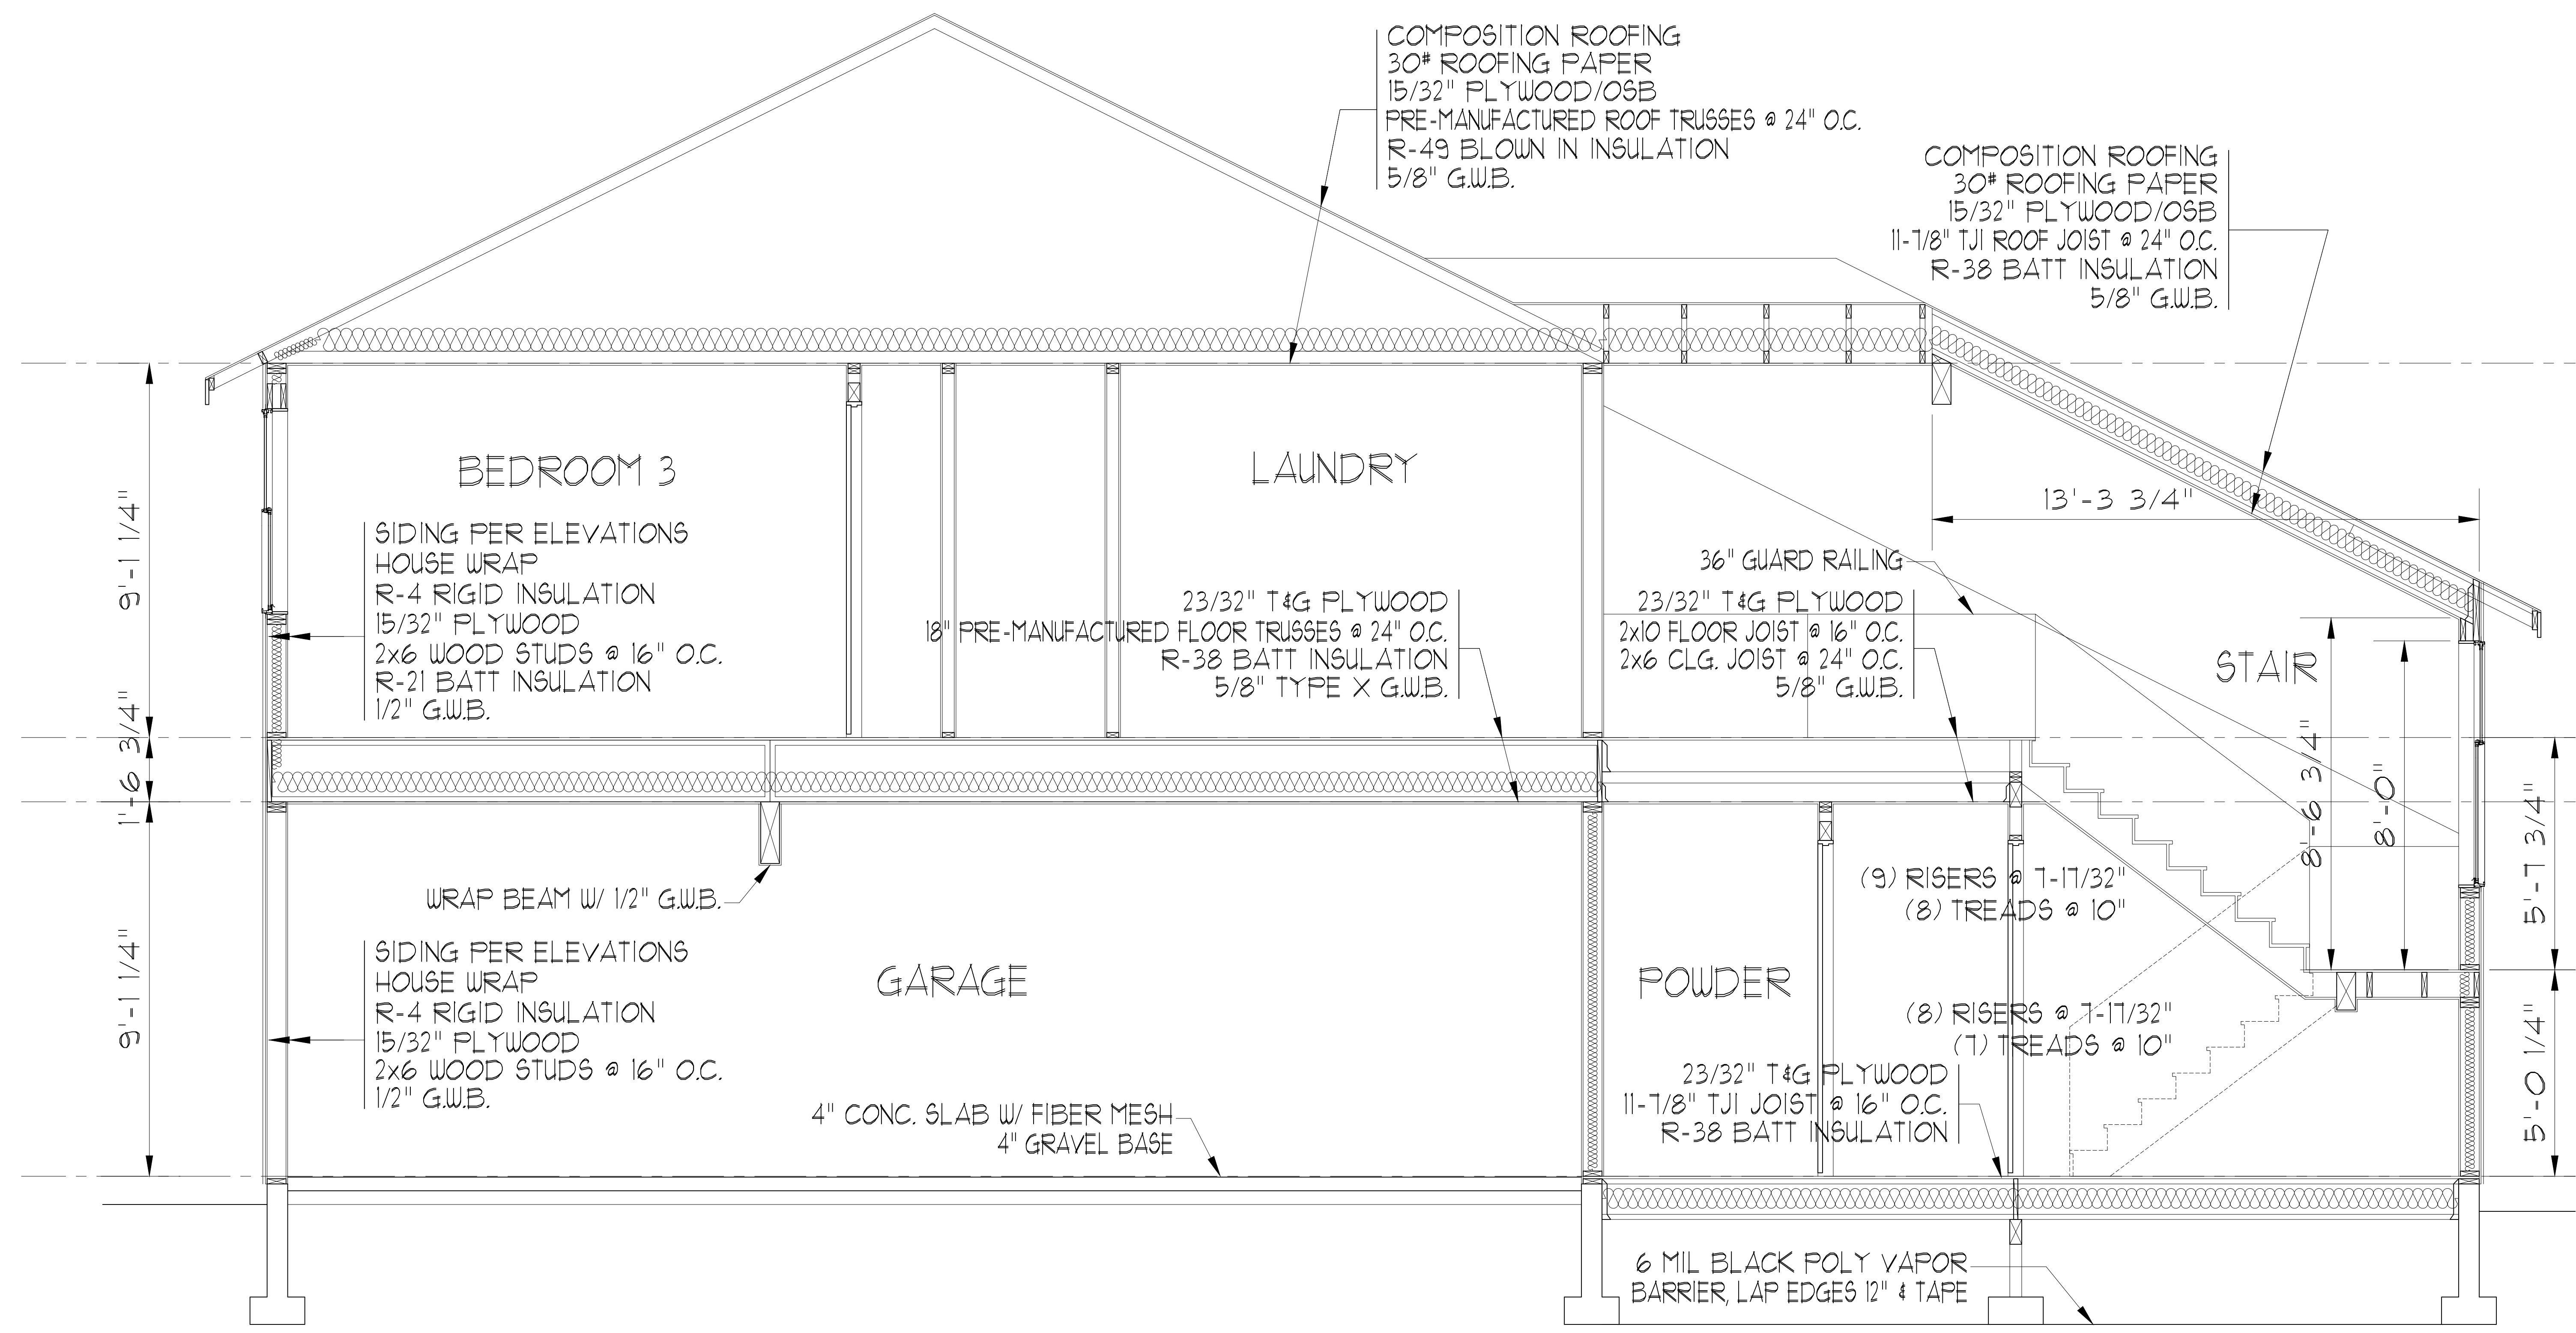 COMPOSITION ROOFING
30# ROOFING PAPER
15/32" PLYWOOD/OSB
PRE-MANUFACTURED ROOF TRUSSES @ 24" O.C.
R-49 BLOWN IN INSULATION
5/8" G.W.B.
COMPOSITION ROOFING
30# ROOFING PAPER
15/32" PLYWOOD/OSB
11-7/8" TJI ROOF JOIST @ 24" O.C.
R-38 BATT INSULATION
5/8" G.W.B.
9'-1 1/4"
BEDROOM 3
LAUNDRY
13'-3 3/4"
SIDING PER ELEVATIONS
HOUSE WRAP
R-4 RIGID INSULATION
15/32" PLYWOOD
2x6 WOOD STUDS @ 16" O.C.
R-21 BATT INSULATION
1/2" G.W.B.
23/32" T&G PLYWOOD
18" PRE-MANUFACTURED FLOOR TRUSSES @ 24" O.C.
R-38 BATT INSULATION
5/8" TYPE X G.W.B.
36" GUARD RAILING
23/32" T&G PLYWOOD
2x10 FLOOR JOIST @ 16" O.C.
2x6 CLG. JOIST @ 24" O.C.
5/8" G.W.B.
STAIR
1'-6 3/4"
8'-6 3/4"
8'-0"
5'-7 3/4"
WRAP BEAM W/ 1/2" G.W.B.
(9) RISERS @ 7-17/32"
(8) TREADS @ 10"
9'-1 1/4"
SIDING PER ELEVATIONS
HOUSE WRAP
R-4 RIGID INSULATION
15/32" PLYWOOD
2x6 WOOD STUDS @ 16" O.C.
1/2" G.W.B.
GARAGE
POWDER
(8) RISERS @ 7-17/32"
(7) TREADS @ 10"
5'-0 1/4"
4" CONC. SLAB W/ FIBER MESH
4" GRAVEL BASE
23/32" T&G PLYWOOD
11-7/8" TJI JOIST @ 16" O.C.
R-38 BATT INSULATION
6 MIL BLACK POLY VAPOR
BARRIER, LAP EDGES 12" & TAPE